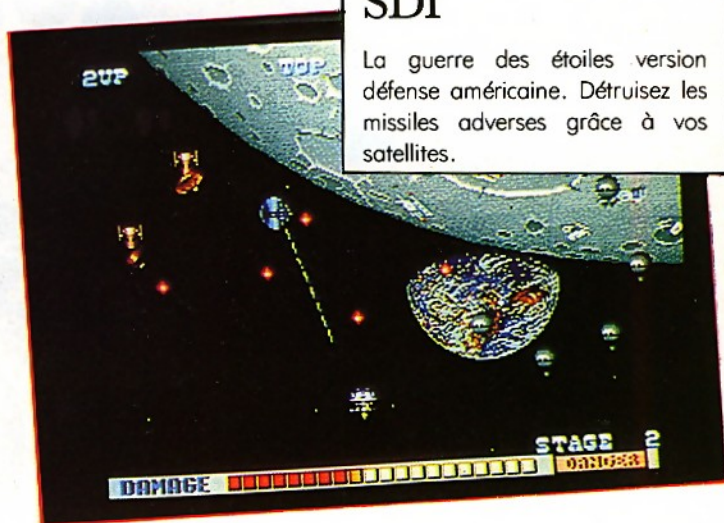 SDI
La guerre des étoiles version
défense américaine. Détruisez les
missiles adverses grâce à vos
satellites.
2UP TOP
STAGE 2
DAMAGE DANGER